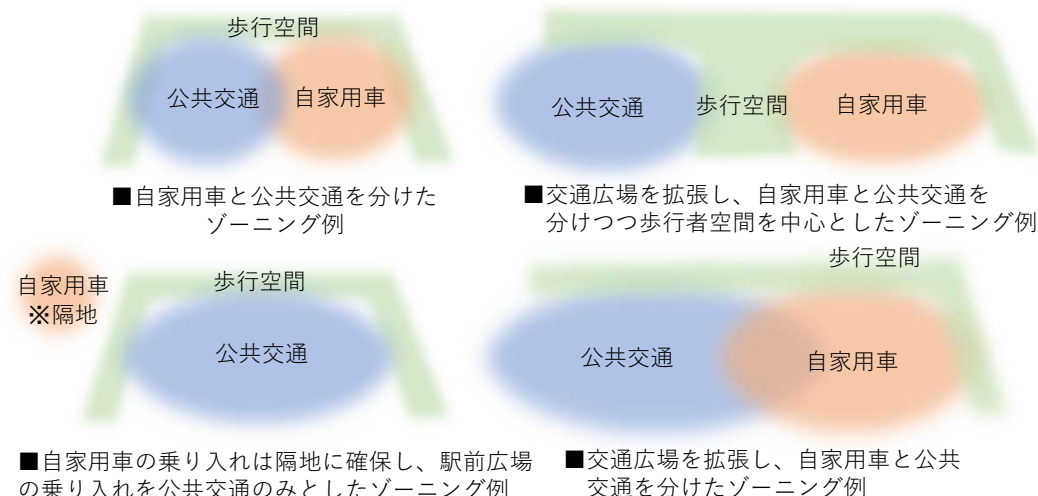 歩行空間
公共交通
自家用車
■自家用車と公共交通を分けた
ゾーニング例
公共交通
歩行空間
自家用車
■交通広場を拡張し、自家用車と公共交通を
分けつつ歩行者空間を中心としたゾーニング例
自家用車
※隔地
歩行空間
公共交通
■自家用車の乗り入れは隔地に確保し、駅前広場
の乗り入れを公共交通のみとしたゾーニング例
歩行空間
公共交通
自家用車
■交通広場を拡張し、自家用車と公共
交通を分けたゾーニング例